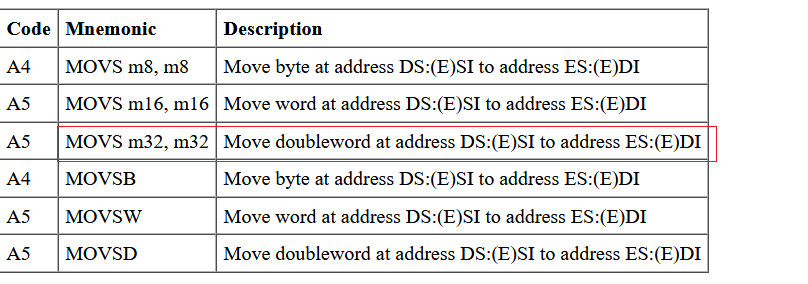 Code Mnemonic Description
A4 MOVS m8, m8 Move byte at address DS:(E)SI to address ES:(E)DI
A5 MOVS m16, m16 Move word at address DS:(E)SI to address ES:(E)DI
A5 MOVS m32, m32 Move doubleword at address DS:(E)SI to address ES:(E)DI
A4 MOVSB Move byte at address DS:(E)SI to address ES:(E)DI
A5 MOVSW Move word at address DS:(E)SI to address ES:(E)DI
A5 MOVSD Move doubleword at address DS:(E)SI to address ES:(E)DI